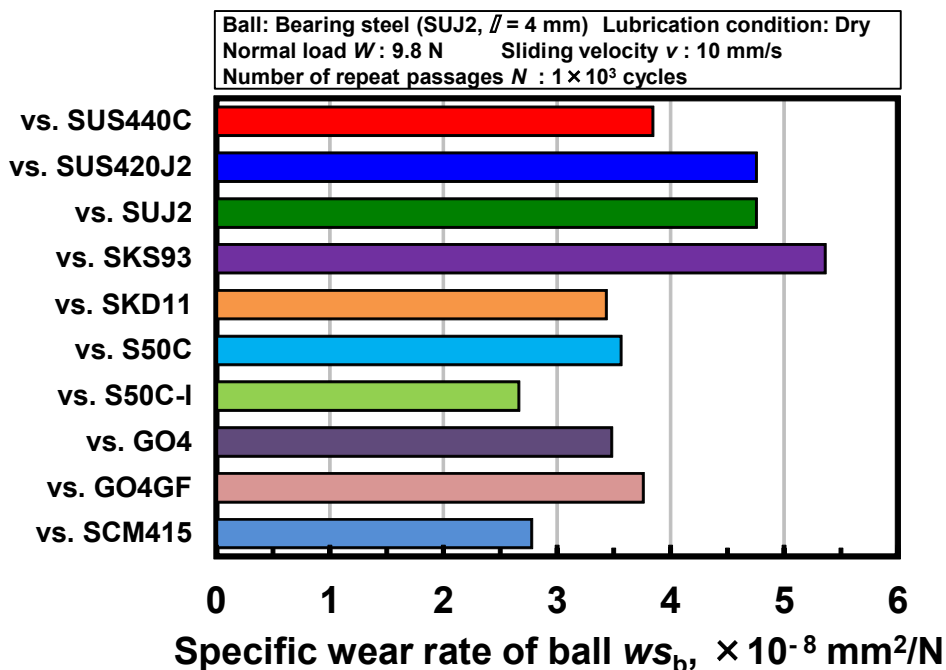 Ball: Bearing steel (SUJ2, ∥ = 4 mm) Lubrication condition: Dry
Normal load W : 9.8 N Sliding velocity v : 10 mm/s
Number of repeat passages N : 1×10³ cycles
vs. SUS440C
vs. SUS420J2
vs. SUJ2
vs. SKS93
vs. SKD11
vs. S50C
vs. S50C-I
vs. GO4
vs. GO4GF
vs. SCM415
0 1 2 3 4 5 6
Specific wear rate of ball ws_b, ×10⁻⁸ mm²/N